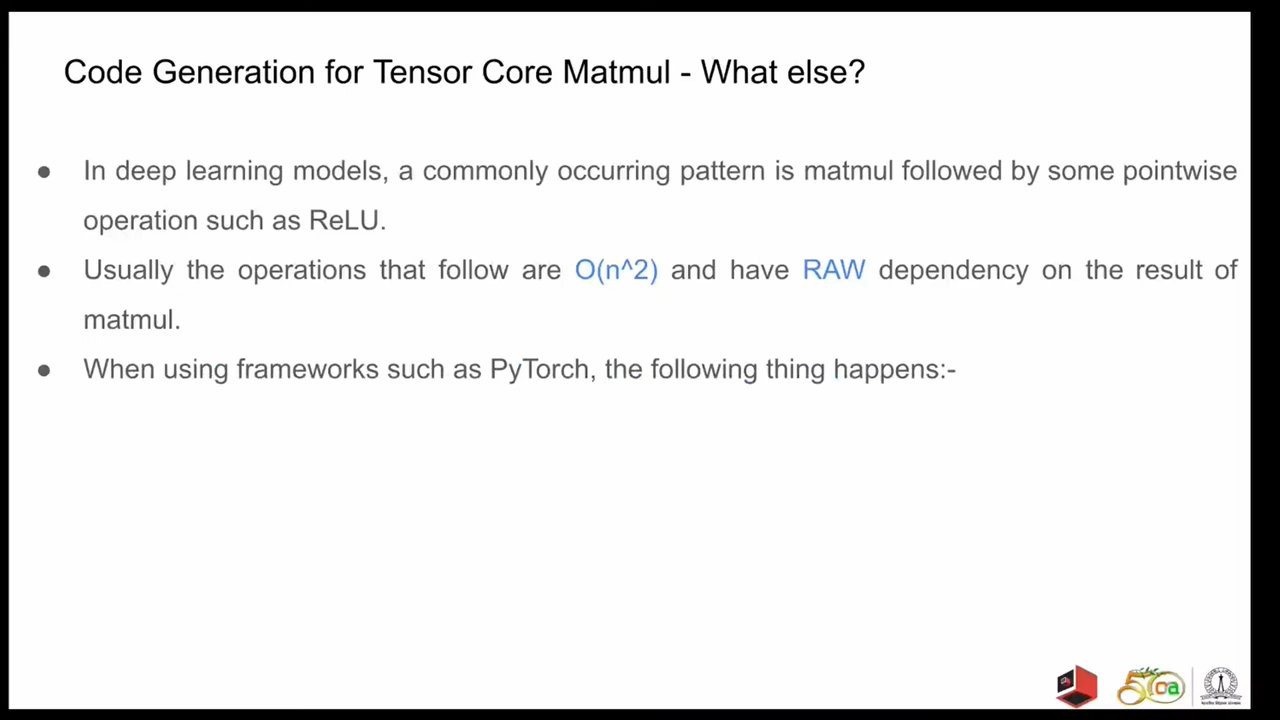 Code Generation for Tensor Core Matmul - What else?
● In deep learning models, a commonly occurring pattern is matmul followed by some pointwise
operation such as ReLU.
● Usually the operations that follow are O(n^2) and have RAW dependency on the result of
matmul.
● When using frameworks such as PyTorch, the following thing happens:-